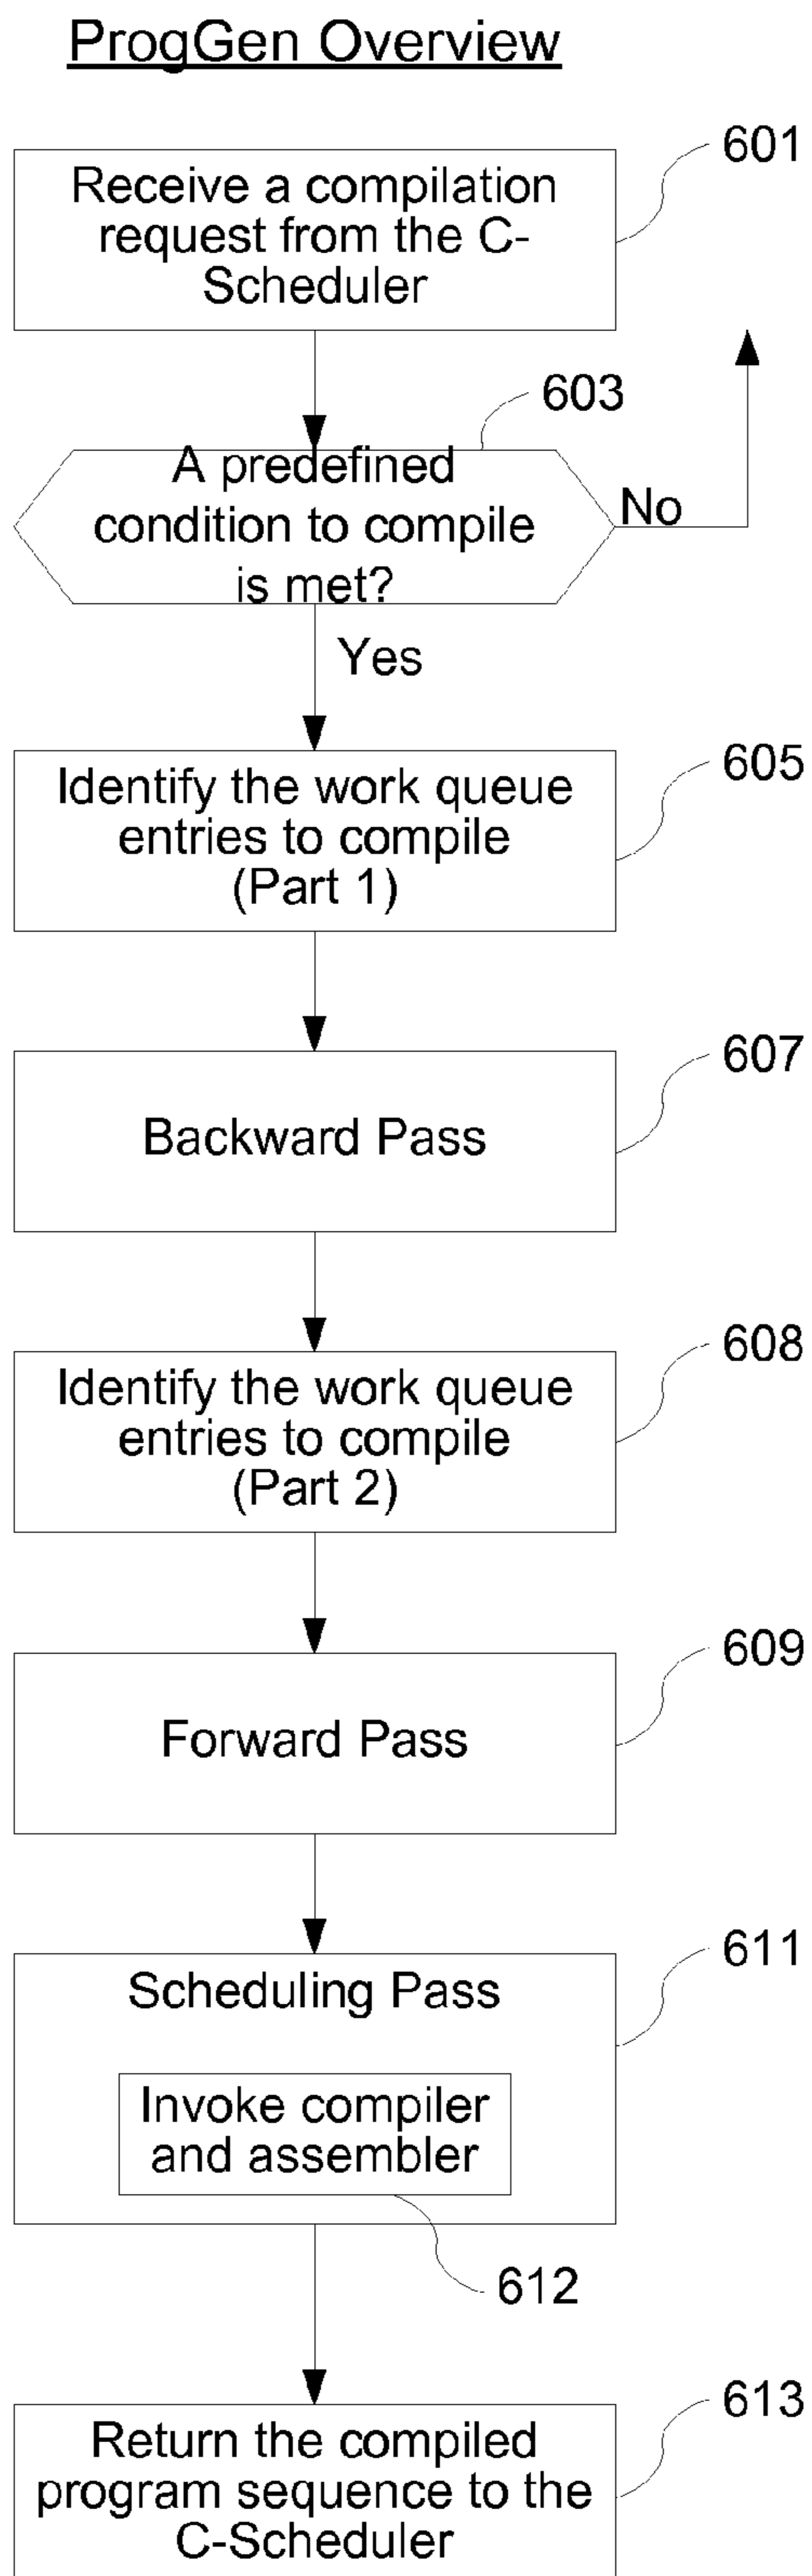 ProgGen Overview
601
Receive a compilation
request from the C-
Scheduler
603
A predefined
condition to compile
is met?
No
Yes
605
Identify the work queue
entries to compile
(Part 1)
607
Backward Pass
608
Identify the work queue
entries to compile
(Part 2)
609
Forward Pass
611
Scheduling Pass
Invoke compiler
and assembler
612
613
Return the compiled
program sequence to the
C-Scheduler